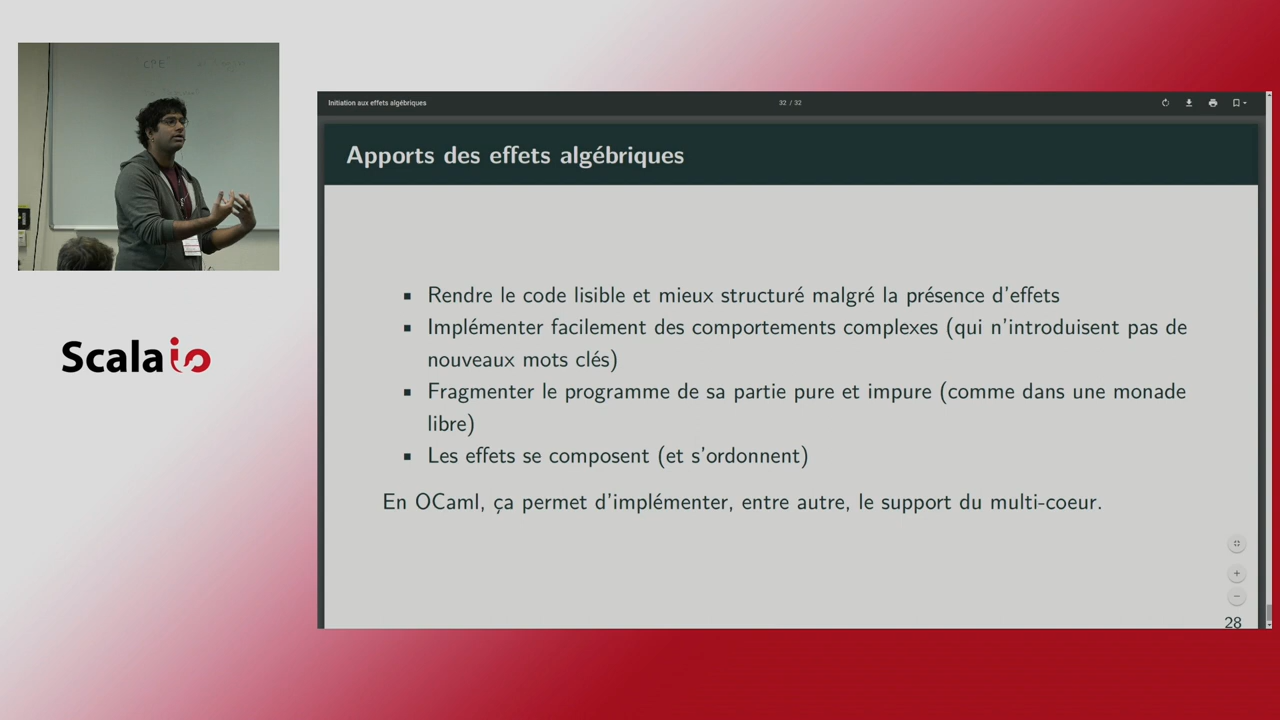 Scala io
Initiation aux effets algébriques
32 / 32
Apports des effets algébriques
Rendre le code lisible et mieux structuré malgré la présence d'effets
Implémenter facilement des comportements complexes (qui n'introduisent pas de
nouveaux mots clés)
Fragmenter le programme de sa partie pure et impure (comme dans une monade
libre)
Les effets se composent (et s'ordonnent)
En OCaml, ça permet d'implémenter, entre autre, le support du multi-coeur.
28